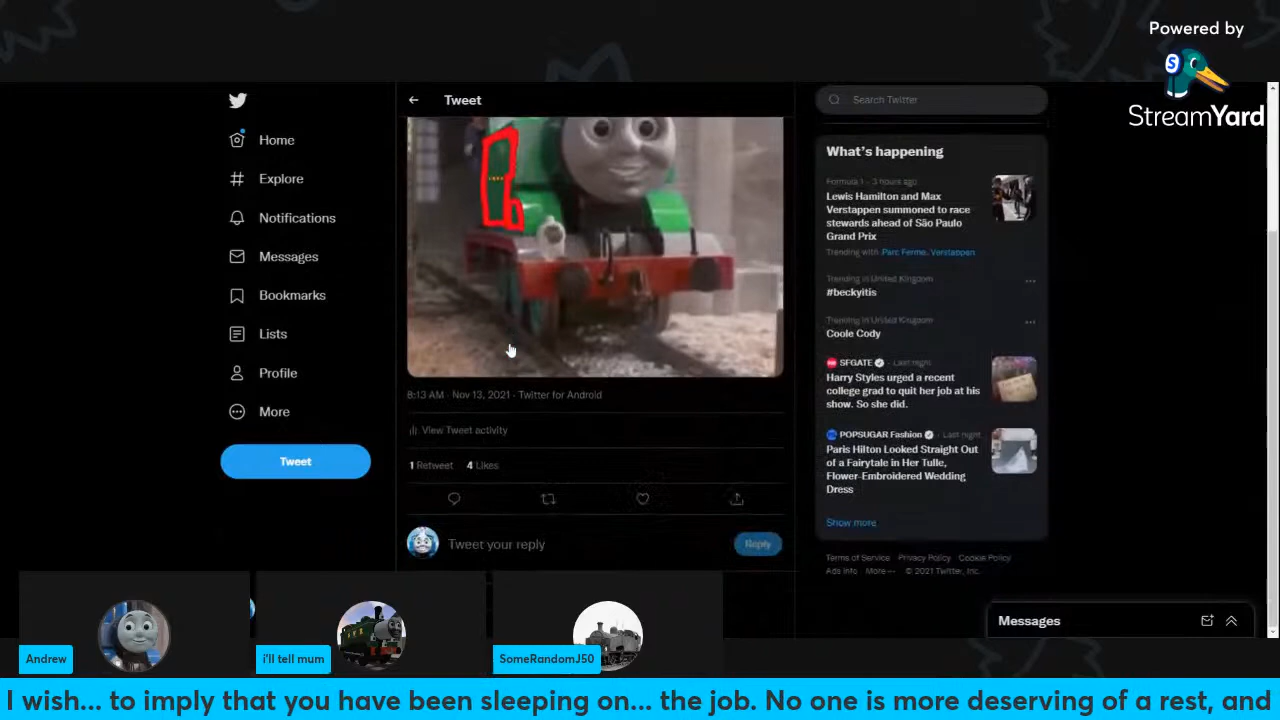 Powered by
StreamYard
Tweet
Search Twitter
Home
Explore
Notifications
Messages
Bookmarks
Lists
Profile
More
Tweet
8:13 AM · Nov 13, 2021 · Twitter for Android
View Tweet activity
1 Retweet 4 Likes
Tweet your reply
Reply
What's happening
Formula 1 · 3 hours ago
Lewis Hamilton and Max
Verstappen summoned to race
stewards ahead of São Paulo
Grand Prix
Trending with Parc Ferme, Verstappen
Trending in United Kingdom
#beckyitis
Trending in United Kingdom
Coole Cody
SFGATE · Last night
Harry Styles urged a recent
college grad to quit her job at his
show. So she did.
POPSUGAR Fashion · Last night
Paris Hilton Looked Straight Out
of a Fairytale in Her Tulle,
Flower-Embroidered Wedding
Dress
Show more
Terms of Service Privacy Policy Cookie Policy
Ads info More ··· © 2021 Twitter, Inc.
Messages
Andrew
i'll tell mum
SomeRandomJ50
I wish... to imply that you have been sleeping on... the job. No one is more deserving of a rest, and